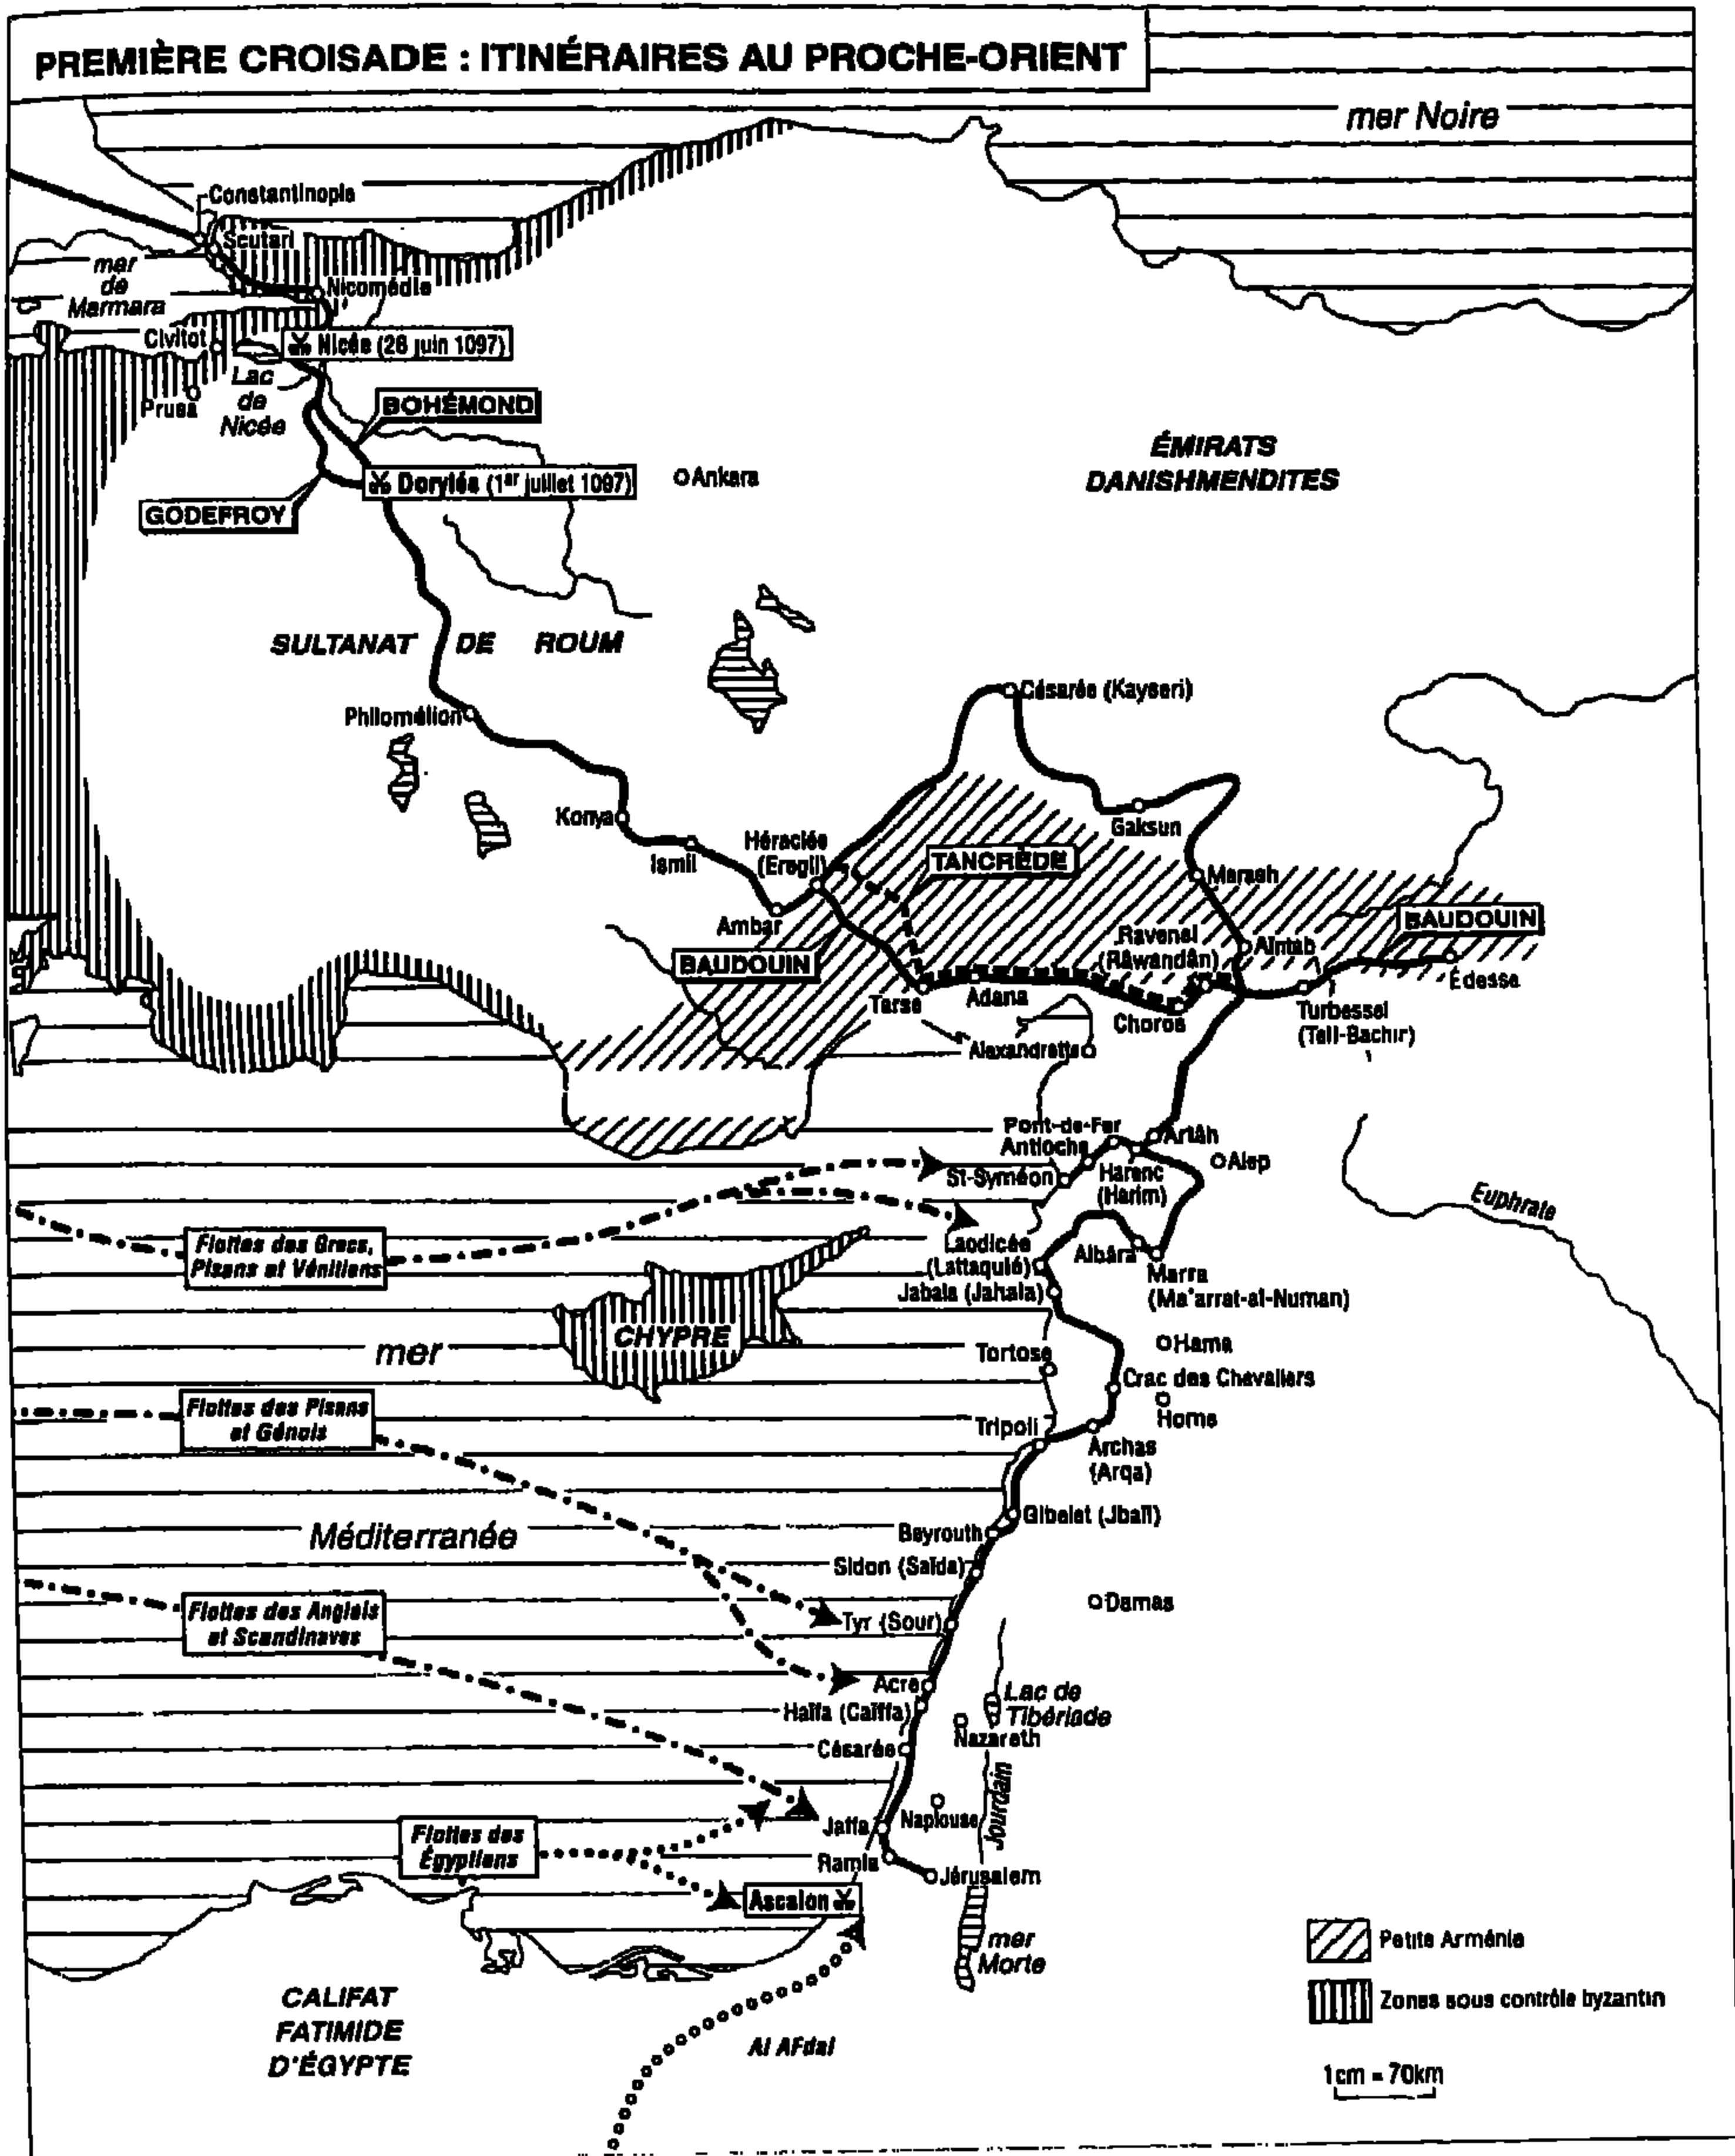 PREMIÈRE CROISADE : ITINÉRAIRES AU PROCHE-ORIENT
mer Noire
Constantinople
Scutari
mer
de
Marmara
Nicomédie
Civitot
Nicée (26 juin 1097)
Lac
de
Nicée
Prusa
BOHÉMOND
Dorylée (1er juillet 1097)
Ankara
GODEFROY
ÉMIRATS
DANISHMENDITES
SULTANAT DE ROUM
Césarée (Kayseri)
Philomélion
Konya
Gaksun
Ismil
Héraclée
(Eregli)
TANCRÈDE
Marash
Ambar
BAUDOUIN
Ravenel
(Râwandân)
Aïntab
BAUDOUIN
Édesse
Tarse
Adana
Choros
Turbessel
(Tell-Bachir)
Alexandrette
Pont-de-Fer
Antioche
Artâh
Alep
St-Syméon
Harenc
(Harim)
Euphrate
Flottes des Grecs,
Pisans et Vénitiens
Laodicée
(Lattaquié)
Albâra
Marra
(Ma'arrat-al-Numan)
Jabala (Jahala)
CHYPRE
mer
Hama
Tortose
Crac des Chevaliers
Homs
Flottes des Pisans
et Génois
Tripoli
Archas
(Arqa)
Gibelet (Jbaïl)
Méditerranée
Beyrouth
Sidon (Saïda)
Damas
Flottes des Anglais
et Scandinaves
Tyr (Sour)
Acre
Lac de
Tibériade
Haïfa (Caïffa)
Nazareth
Césarée
Jourdain
Naplouse
Jaffa
Flottes des
Égyptiens
Ramla
Jérusalem
Ascalon
mer
Morte
Petite Arménie
CALIFAT
FATIMIDE
D'ÉGYPTE
Zones sous contrôle byzantin
Al AFdal
1cm = 70km